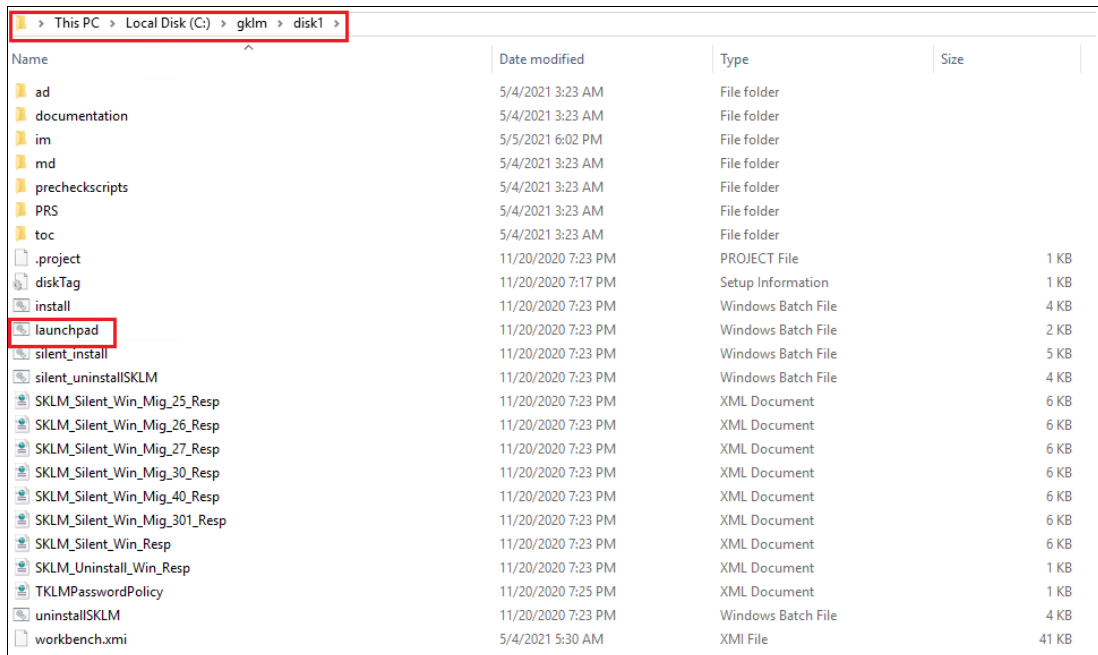 > This PC > Local Disk (C:) > gklm > disk1 >
Name Date modified Type Size
ad 5/4/2021 3:23 AM File folder
documentation 5/4/2021 3:23 AM File folder
im 5/5/2021 6:02 PM File folder
md 5/4/2021 3:23 AM File folder
precheckscripts 5/4/2021 3:23 AM File folder
PRS 5/4/2021 3:23 AM File folder
toc 5/4/2021 3:23 AM File folder
.project 11/20/2020 7:23 PM PROJECT File 1 KB
diskTag 11/20/2020 7:17 PM Setup Information 1 KB
install 11/20/2020 7:23 PM Windows Batch File 4 KB
launchpad 11/20/2020 7:23 PM Windows Batch File 2 KB
silent_install 11/20/2020 7:23 PM Windows Batch File 5 KB
silent_uninstallSKLM 11/20/2020 7:23 PM Windows Batch File 4 KB
SKLM_Silent_Win_Mig_25_Resp 11/20/2020 7:23 PM XML Document 6 KB
SKLM_Silent_Win_Mig_26_Resp 11/20/2020 7:23 PM XML Document 6 KB
SKLM_Silent_Win_Mig_27_Resp 11/20/2020 7:23 PM XML Document 6 KB
SKLM_Silent_Win_Mig_30_Resp 11/20/2020 7:23 PM XML Document 6 KB
SKLM_Silent_Win_Mig_40_Resp 11/20/2020 7:23 PM XML Document 6 KB
SKLM_Silent_Win_Mig_301_Resp 11/20/2020 7:23 PM XML Document 6 KB
SKLM_Silent_Win_Resp 11/20/2020 7:23 PM XML Document 6 KB
SKLM_Uninstall_Win_Resp 11/20/2020 7:23 PM XML Document 1 KB
TKLMPasswordPolicy 11/20/2020 7:25 PM XML Document 1 KB
uninstallSKLM 11/20/2020 7:23 PM Windows Batch File 4 KB
workbench.xmi 5/4/2021 5:30 AM XMI File 41 KB